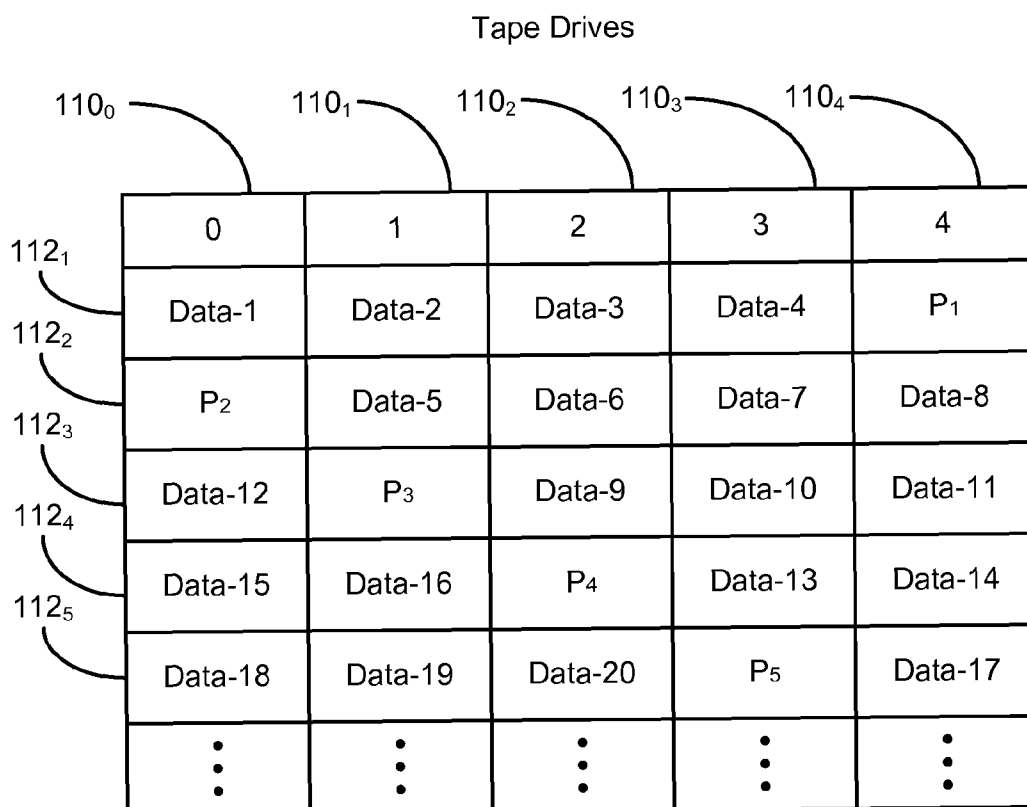 Tape Drives
110₀ 110₁ 110₂ 110₃ 110₄
0 1 2 3 4
112₁
Data-1 Data-2 Data-3 Data-4 P₁
112₂
P₂ Data-5 Data-6 Data-7 Data-8
112₃
Data-12 P₃ Data-9 Data-10 Data-11
112₄
Data-15 Data-16 P₄ Data-13 Data-14
112₅
Data-18 Data-19 Data-20 P₅ Data-17